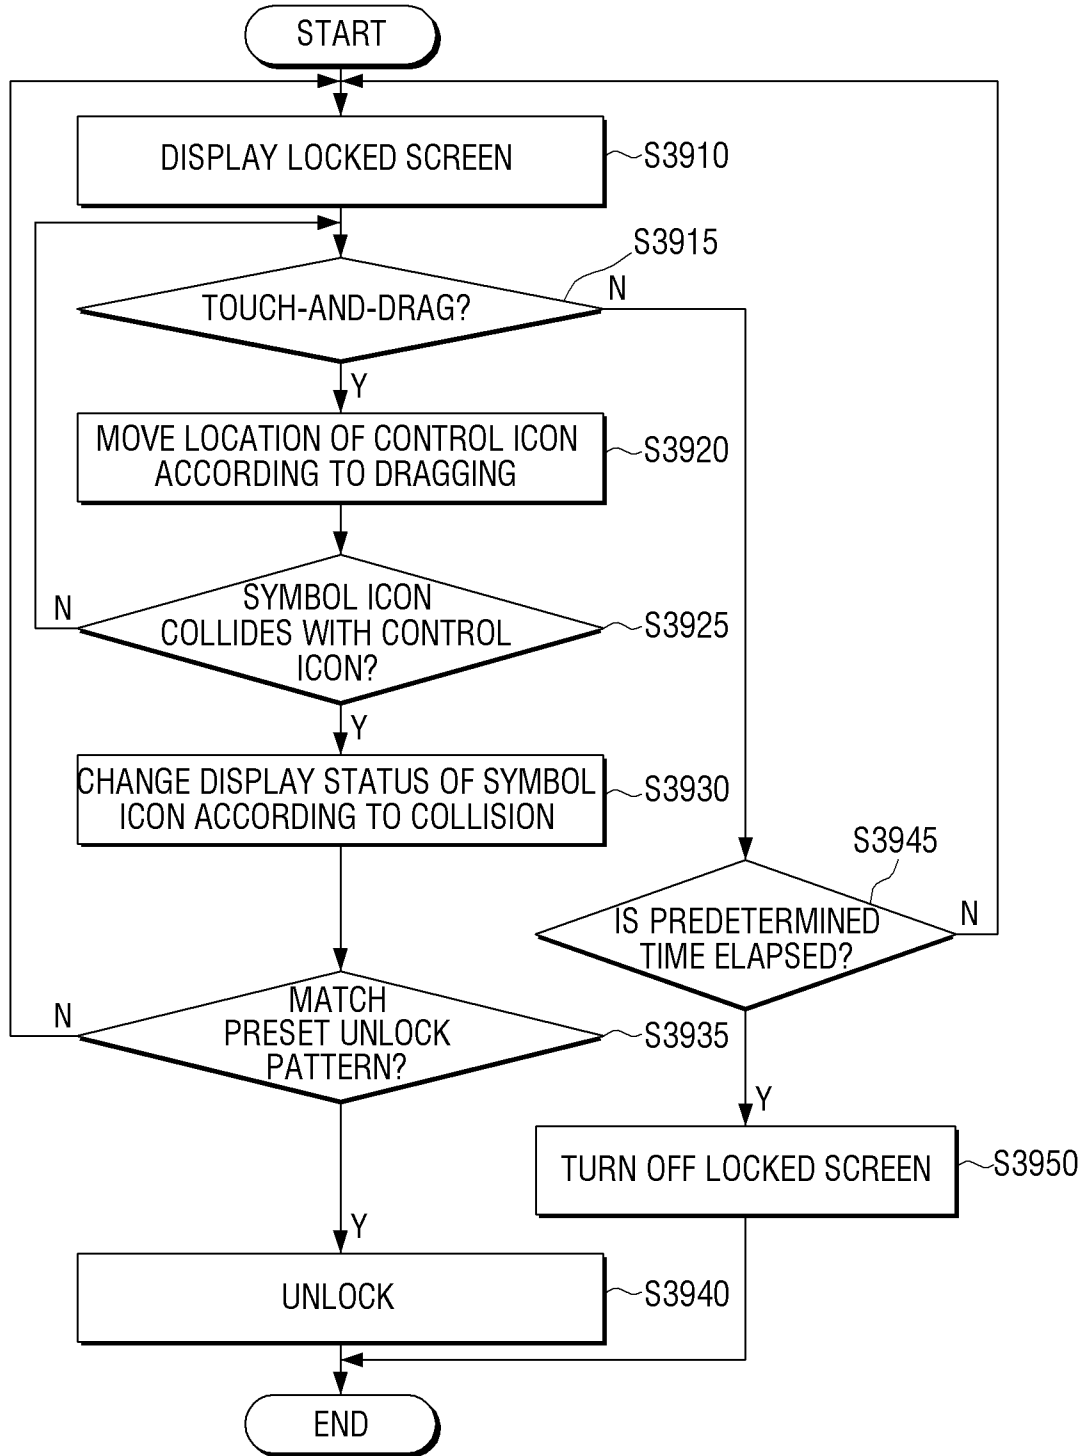 START
DISPLAY LOCKED SCREEN
S3910
S3915
TOUCH-AND-DRAG?
N
Y
MOVE LOCATION OF CONTROL ICON
ACCORDING TO DRAGGING
S3920
SYMBOL ICON
COLLIDES WITH CONTROL
ICON?
N
S3925
Y
CHANGE DISPLAY STATUS OF SYMBOL
ICON ACCORDING TO COLLISION
S3930
S3945
IS PREDETERMINED
TIME ELAPSED?
N
MATCH
PRESET UNLOCK
PATTERN?
N
S3935
Y
TURN OFF LOCKED SCREEN
S3950
Y
UNLOCK
S3940
END